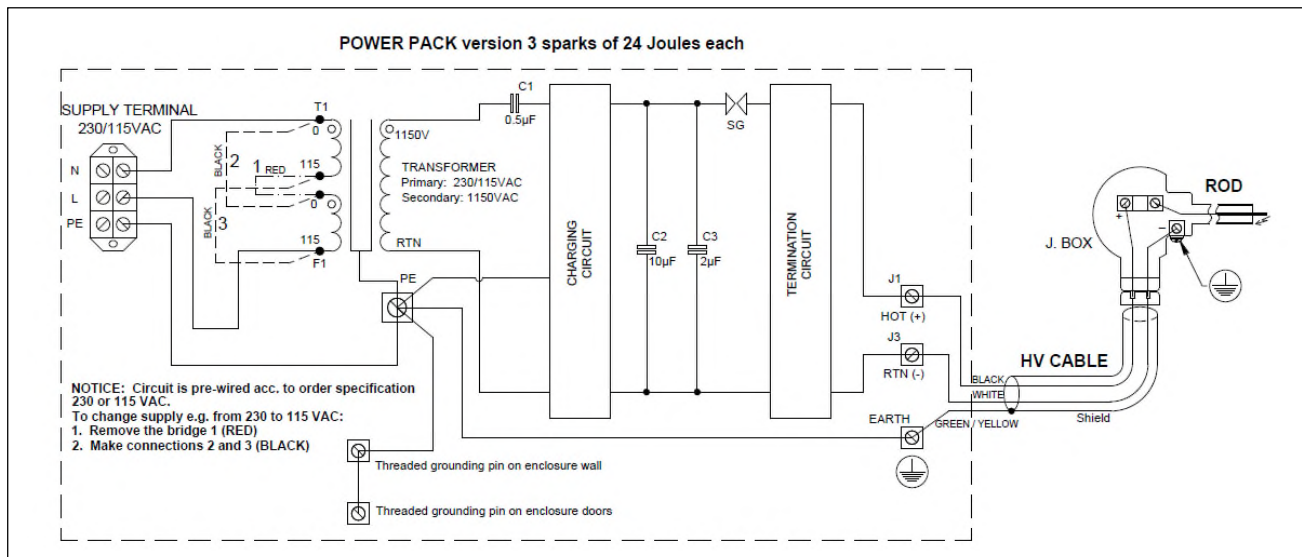 POWER PACK version 3 sparks of 24 Joules each
SUPPLY TERMINAL
230/115VAC
N
L
PE
T1
0
115
0
115
F1
BLACK
2
1 RED
BLACK
3
1150V
TRANSFORMER
Primary: 230/115VAC
Secondary: 1150VAC
RTN
PE
C1
0.5µF
CHARGING
CIRCUIT
C2
10µF
C3
2µF
SG
TERMINATION
CIRCUIT
J1
HOT (+)
J3
RTN (-)
EARTH
BLACK
WHITE
GREEN / YELLOW
HV CABLE
Shield
J. BOX
+
-
ROD
NOTICE: Circuit is pre-wired acc. to order specification
230 or 115 VAC.
To change supply e.g. from 230 to 115 VAC:
1. Remove the bridge 1 (RED)
2. Make connections 2 and 3 (BLACK)
Threaded grounding pin on enclosure wall
Threaded grounding pin on enclosure doors